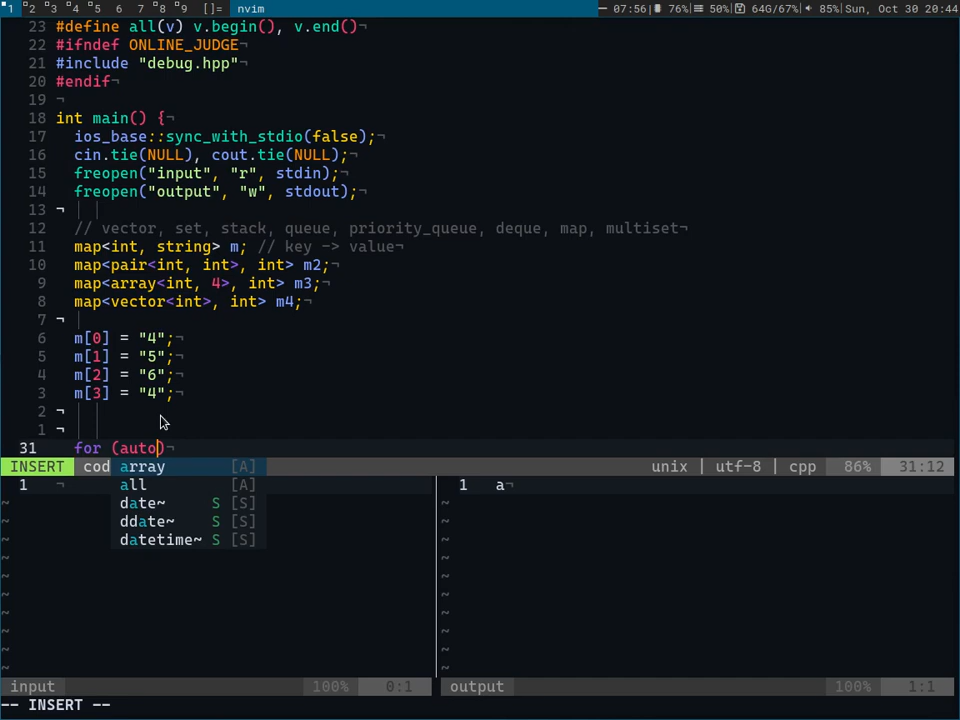 1 2 3 4 5 6 7 8 9 []= nvim 07:56 76% 50% 64G/67% 85% Sun, Oct 30 20:44
23 #define all(v) v.begin(), v.end()¬
22 #ifndef ONLINE_JUDGE¬
21 #include "debug.hpp"¬
20 #endif¬
19 ¬
18 int main() {¬
17 ios_base::sync_with_stdio(false);¬
16 cin.tie(NULL), cout.tie(NULL);¬
15 freopen("input", "r", stdin);¬
14 freopen("output", "w", stdout);¬
13 ¬
12 // vector, set, stack, queue, priority_queue, deque, map, multiset¬
11 map<int, string> m; // key -> value¬
10 map<pair<int, int>, int> m2;¬
9 map<array<int, 4>, int> m3;¬
8 map<vector<int>, int> m4;¬
7 ¬
6 m[0] = "4";¬
5 m[1] = "5";¬
4 m[2] = "6";¬
3 m[3] = "4";¬
2 ¬
1 ¬
31 for (auto)¬
INSERT cod array [A] unix | utf-8 | cpp 86% 31:12
1 ¬ all [A] 1 a¬
~ date~ S [S] ~
~ ddate~ S [S] ~
~ datetime~ S [S] ~
~ ~
~ ~
~ ~
~ ~
~ ~
~ ~
~ ~
input 100% 0:1 output 100% 1:1
-- INSERT --